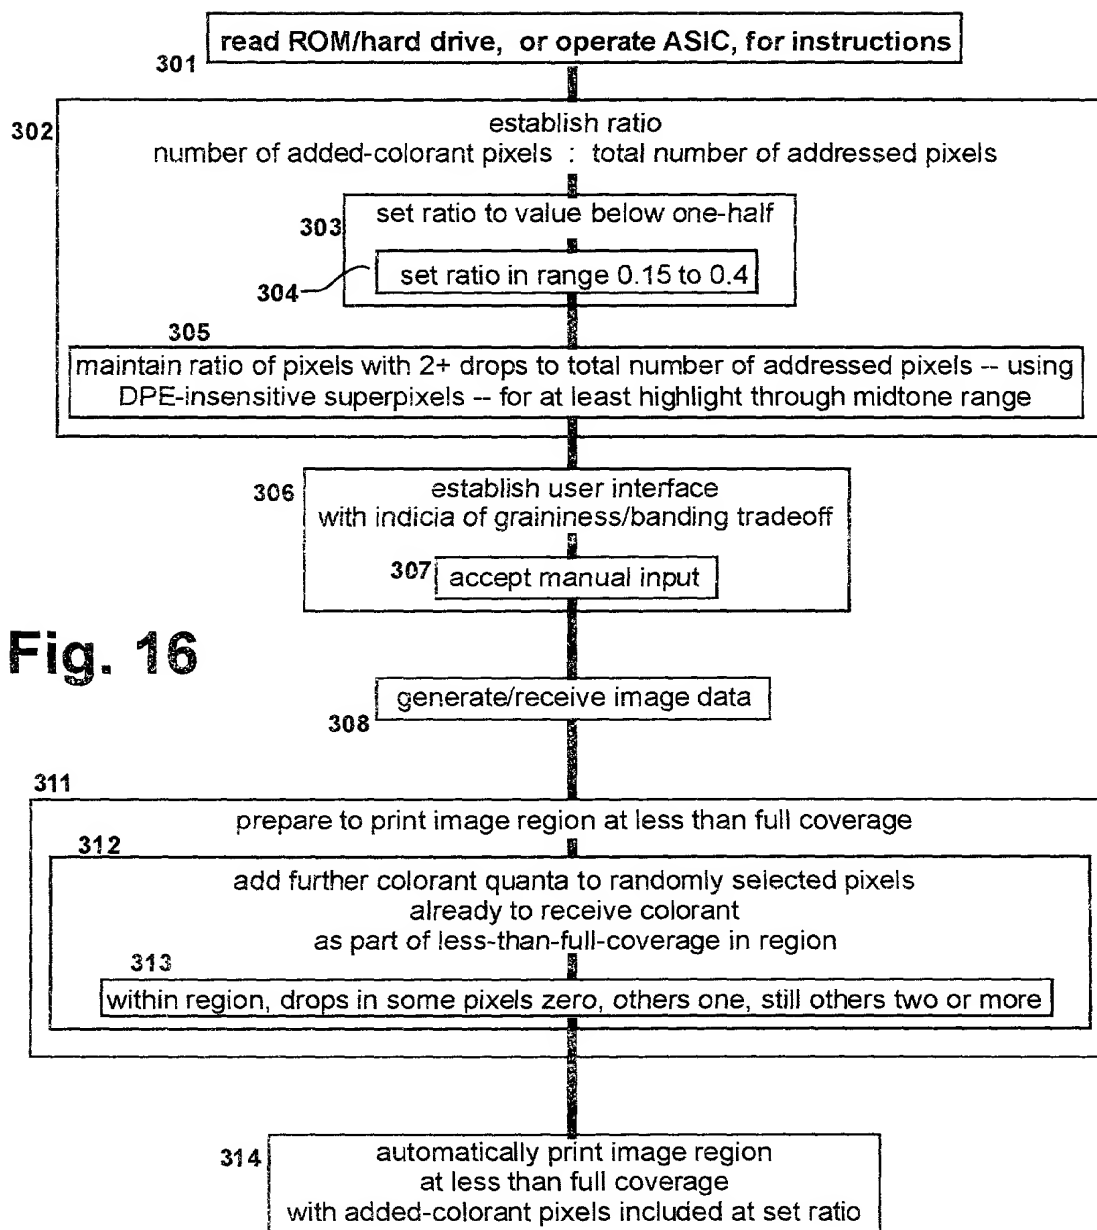 read ROM/hard drive, or operate ASIC, for instructions
301
302
establish ratio
number of added-colorant pixels : total number of addressed pixels
303
set ratio to value below one-half
304
set ratio in range 0.15 to 0.4
305
maintain ratio of pixels with 2+ drops to total number of addressed pixels -- using
DPE-insensitive superpixels -- for at least highlight through midtone range
306
establish user interface
with indicia of graininess/banding tradeoff
307
accept manual input
Fig. 16
generate/receive image data
308
311
prepare to print image region at less than full coverage
312
add further colorant quanta to randomly selected pixels
already to receive colorant
as part of less-than-full-coverage in region
313
within region, drops in some pixels zero, others one, still others two or more
314
automatically print image region
at less than full coverage
with added-colorant pixels included at set ratio